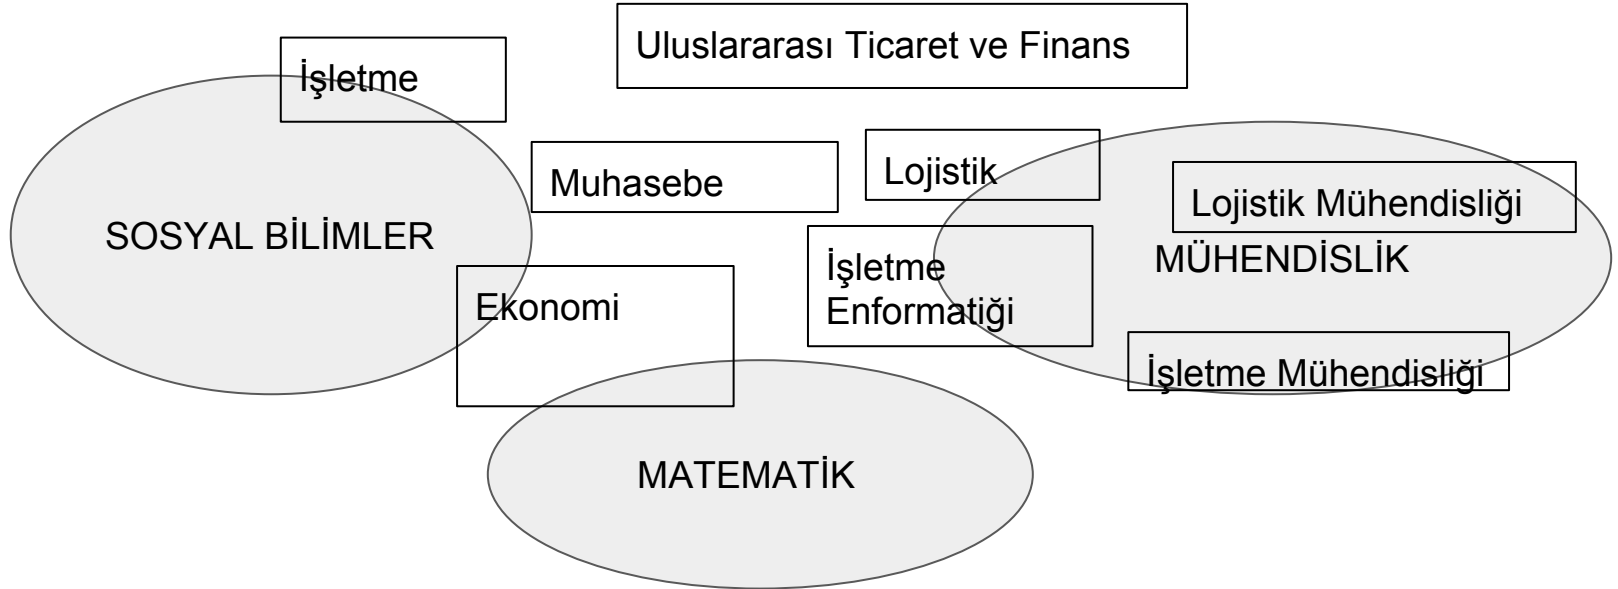 Uluslararası Ticaret ve Finans
İşletme
Muhasebe
Lojistik
Lojistik Mühendisliği
SOSYAL BİLİMLER
MÜHENDİSLİK
İşletme
Enformatiği
Ekonomi
İşletme Mühendisliği
MATEMATİK